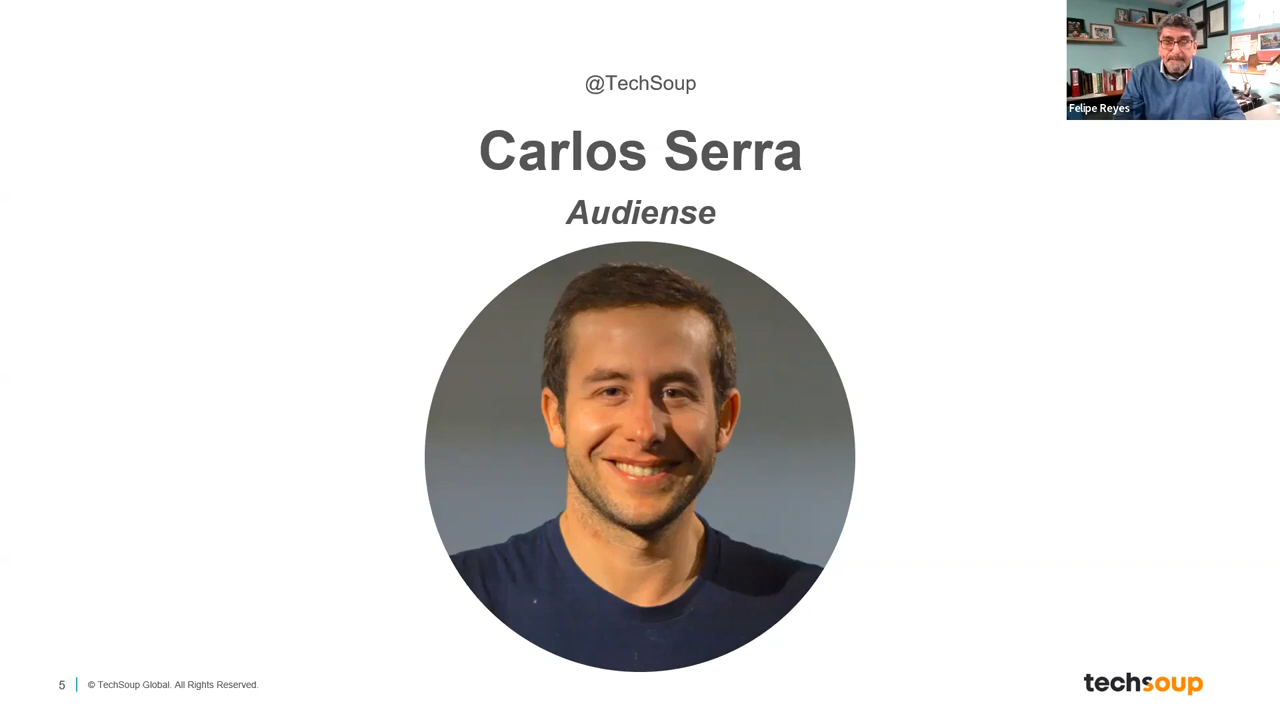 @TechSoup
Carlos Serra
Audiense
Felipe Reyes
5
© TechSoup Global. All Rights Reserved.
techsoup